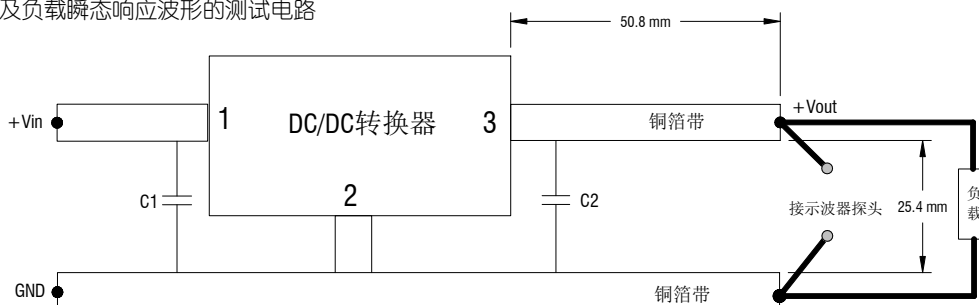 及负载瞬态响应波形的测试电路
50.8 mm
+Vin
1
DC/DC转换器
3
铜箔带
+Vout
2
C1
C2
接示波器探头
25.4 mm
负载
GND
铜箔带